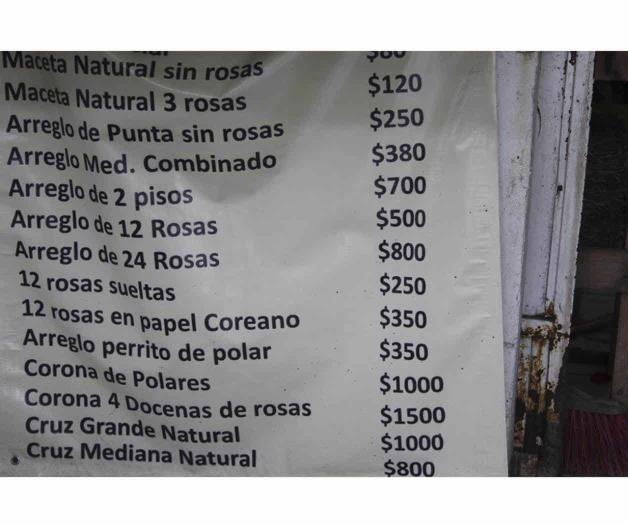 Maceta Natural sin rosas
Maceta Natural 3 rosas $120
Arreglo de Punta sin rosas $250
Arreglo Med. Combinado $380
Arreglo de 2 pisos $700
Arreglo de 12 Rosas $500
Arreglo de 24 Rosas $800
12 rosas sueltas $250
12 rosas en papel Coreano $350
Arreglo perrito de polar $350
Corona de Polares $1000
Corona 4 Docenas de rosas $1500
Cruz Grande Natural $1000
Cruz Mediana Natural $800